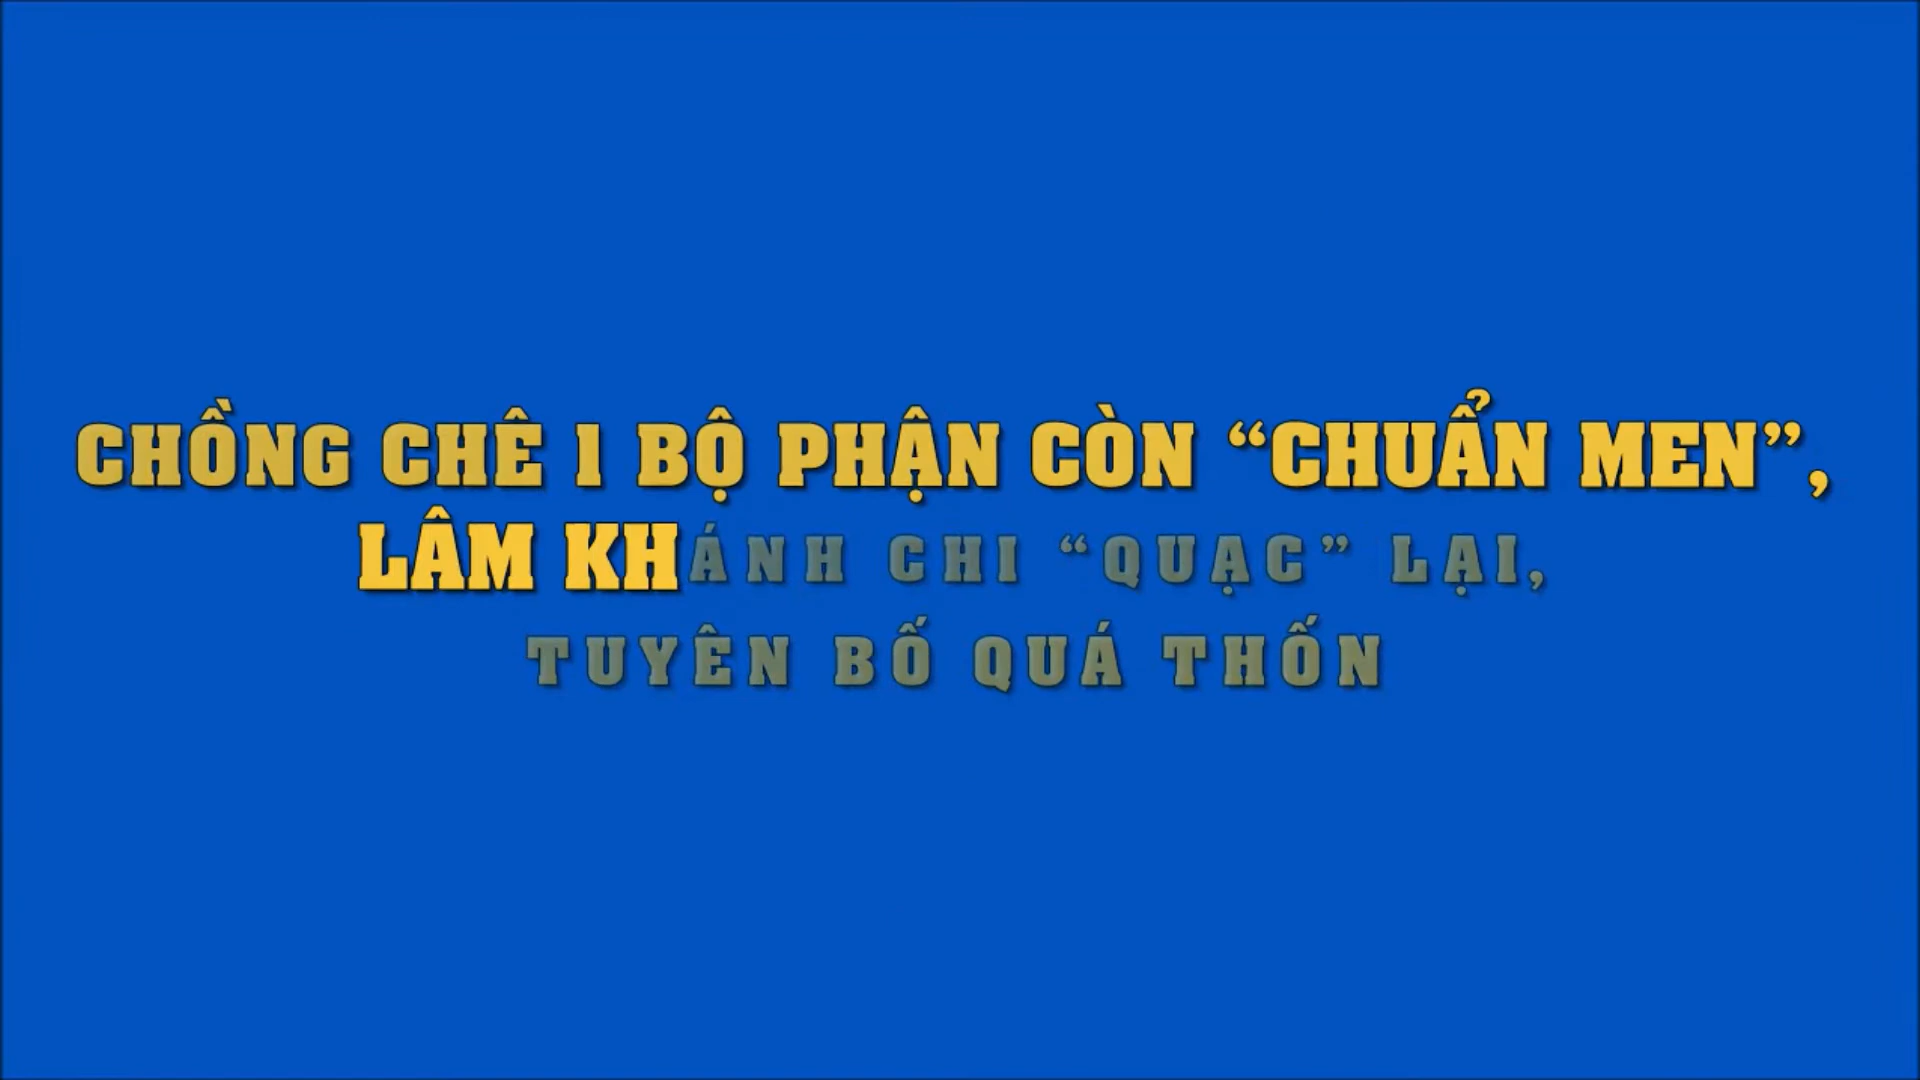 CHỒNG CHÊ 1 BỘ PHẬN CÒN “CHUẨN MEN”,
LÂM KHÁNH CHI “QUẠC” LẠI,
TUYÊN BỐ QUÁ THỐN